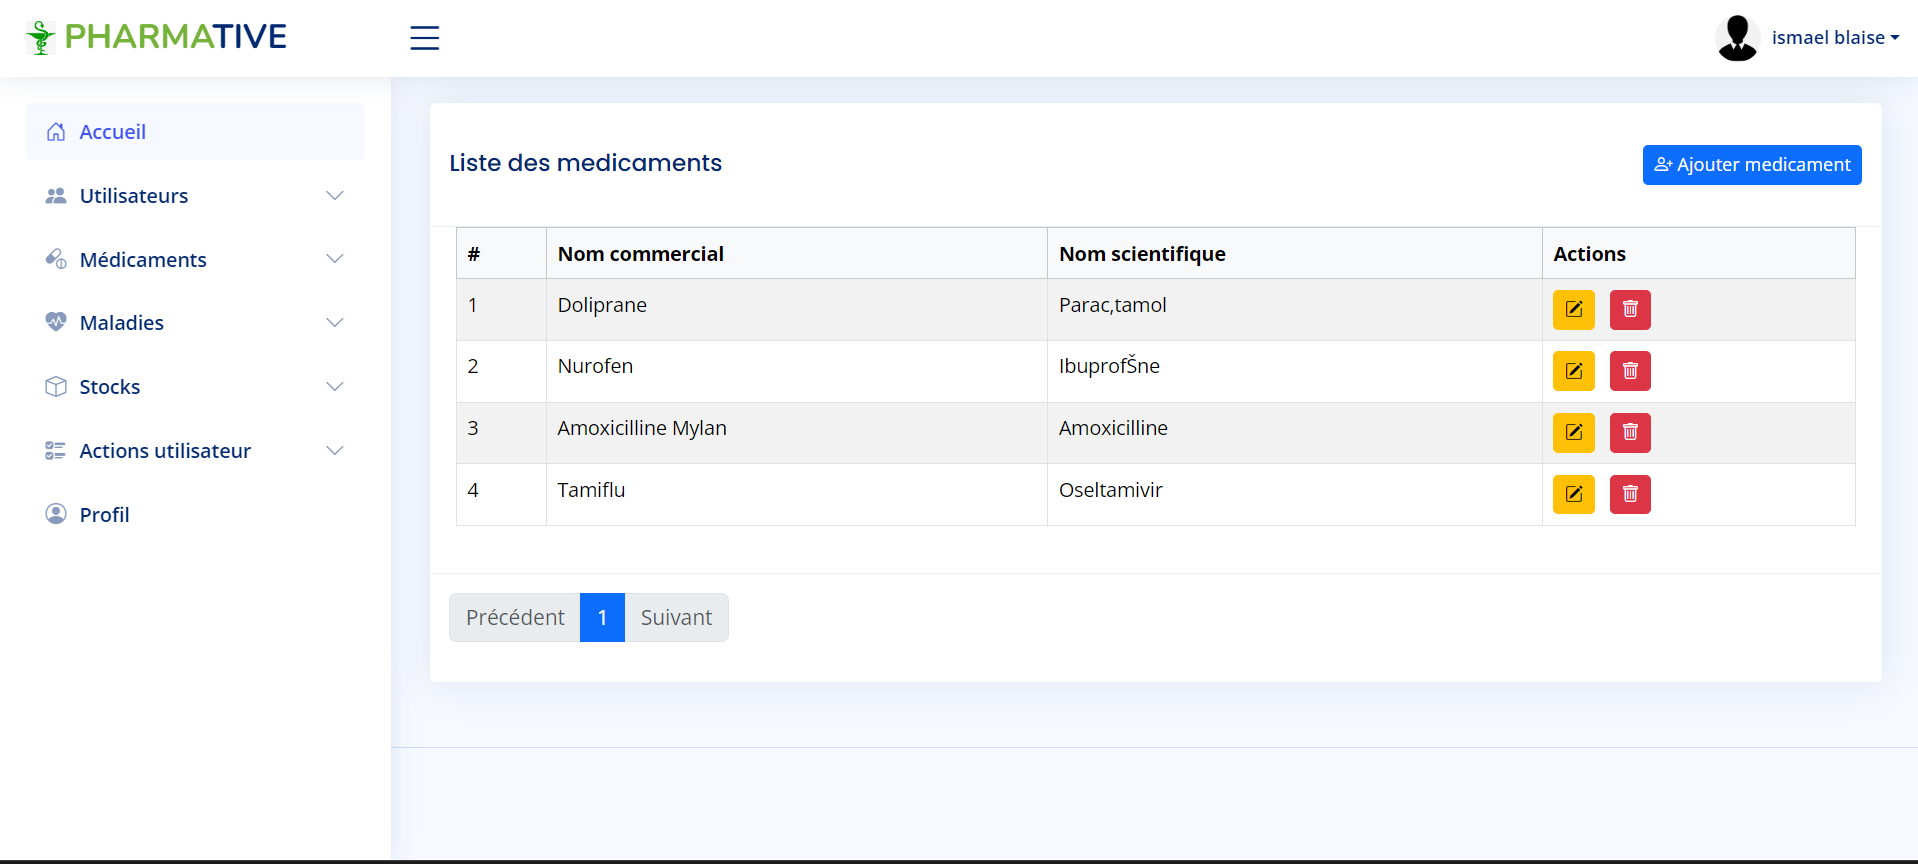 PHARMATIVE
ismael blaise
Accueil
Utilisateurs
Médicaments
Maladies
Stocks
Actions utilisateur
Profil
Liste des medicaments
Ajouter medicament
# Nom commercial Nom scientifique Actions
1 Doliprane Parac‚tamol
2 Nurofen IbuprofŠne
3 Amoxicilline Mylan Amoxicilline
4 Tamiflu Oseltamivir
Précédent 1 Suivant